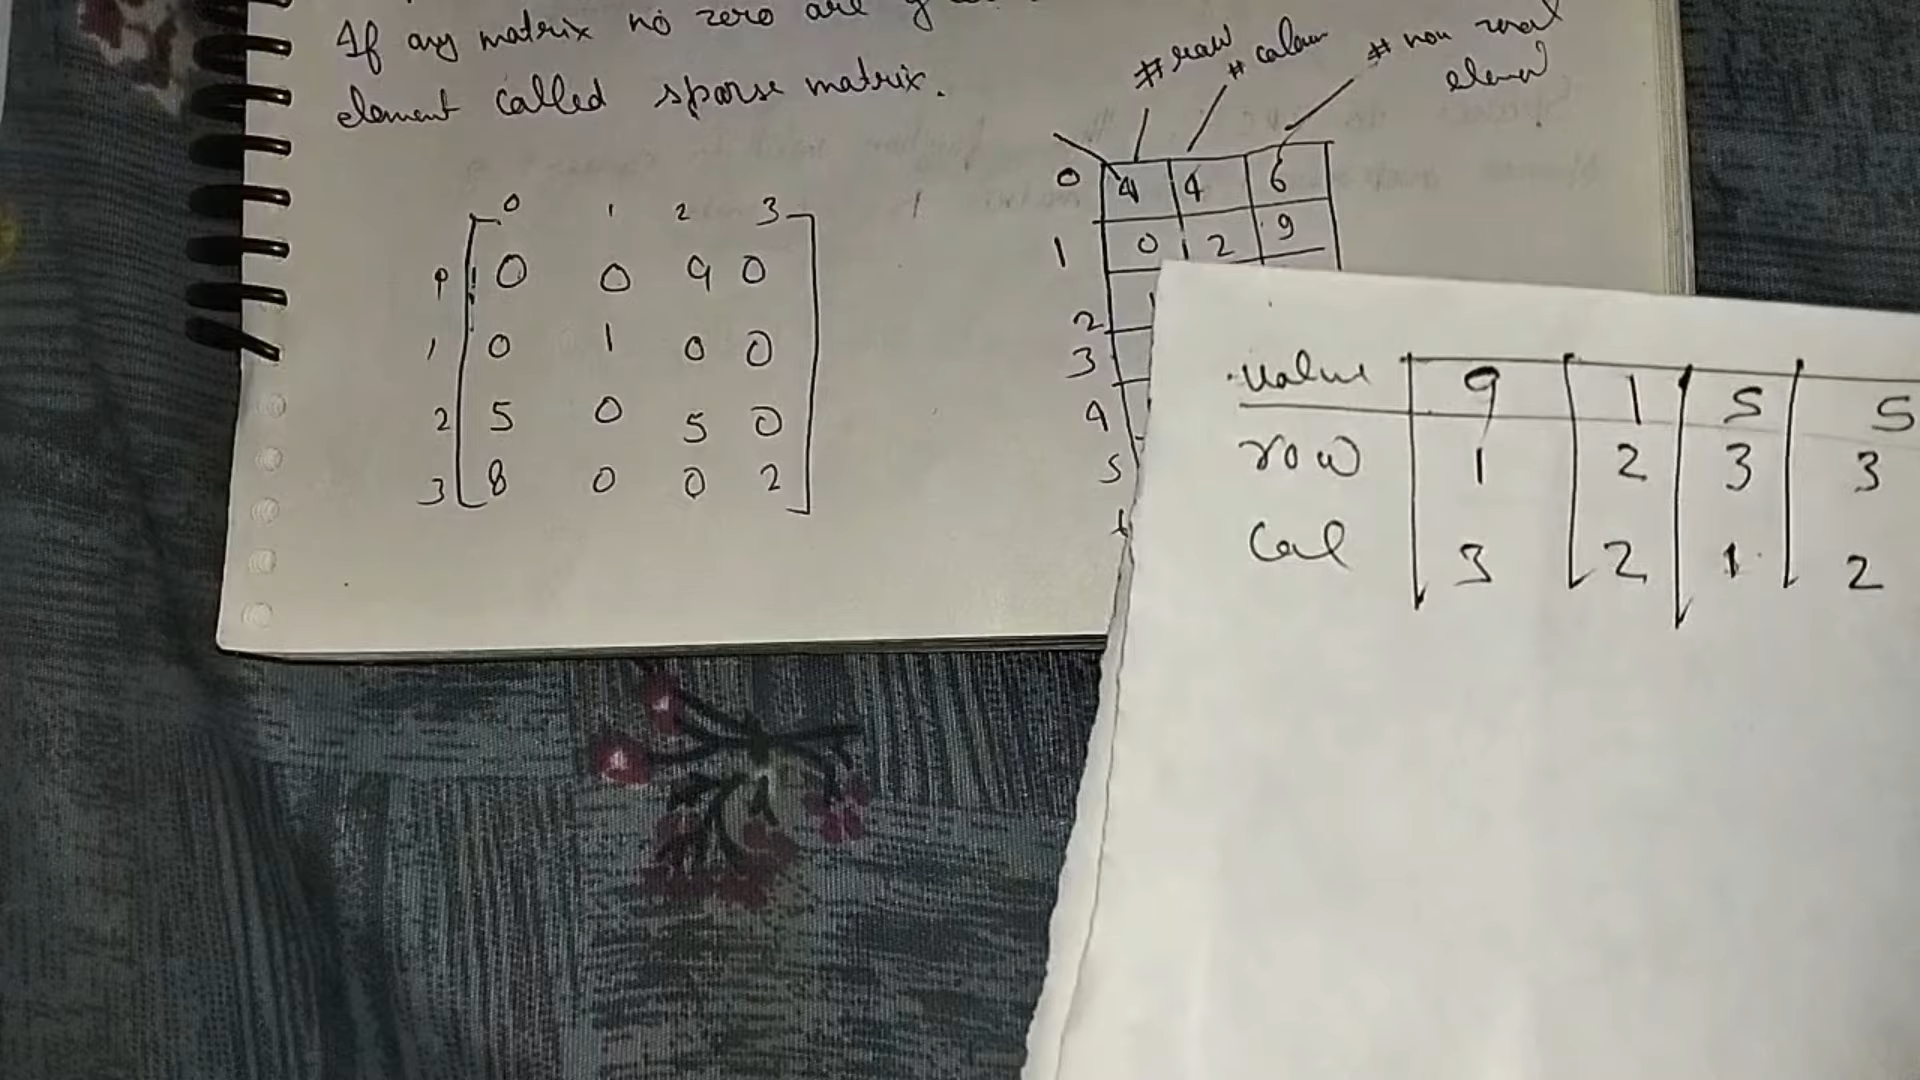 If any matrix no zero are
element called sparse matrix.
# raw # colown # non
0 1 2 3
0 0 0 9 0
1 0 1 0 0
2 5 0 5 0
3 8 0 0 2
0 4 4 6
1 0 2 9
2
3
4
5
value 9 1 5 5
row 1 2 3 3
Col 3 2 1 2